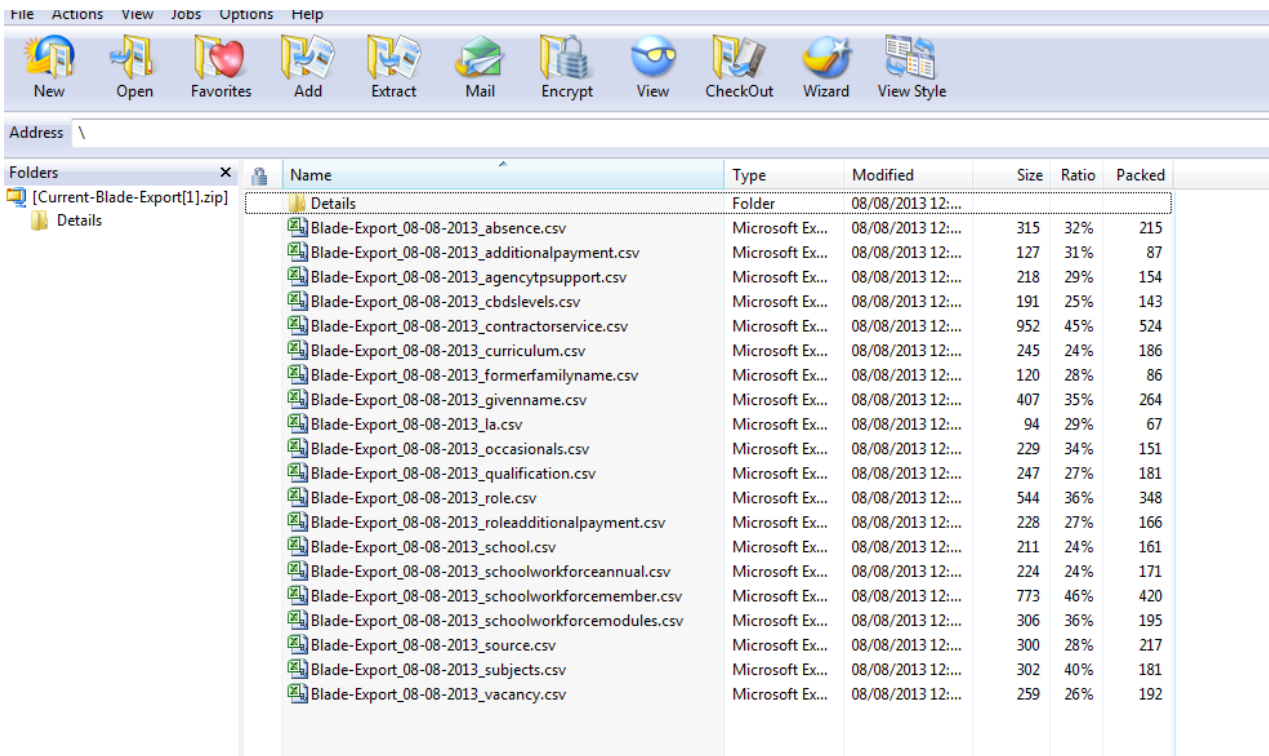 File Actions View Jobs Options Help
New Open Favorites Add Extract Mail Encrypt View CheckOut Wizard View Style
Address \
Folders x Name Type Modified Size Ratio Packed
[Current-Blade-Export[1].zip] Details Folder 08/08/2013 12:...
Details Blade-Export_08-08-2013_absence.csv Microsoft Ex... 08/08/2013 12:... 315 32% 215
Blade-Export_08-08-2013_additionalpayment.csv Microsoft Ex... 08/08/2013 12:... 127 31% 87
Blade-Export_08-08-2013_agencytpsupport.csv Microsoft Ex... 08/08/2013 12:... 218 29% 154
Blade-Export_08-08-2013_cbdslevels.csv Microsoft Ex... 08/08/2013 12:... 191 25% 143
Blade-Export_08-08-2013_contractorservice.csv Microsoft Ex... 08/08/2013 12:... 952 45% 524
Blade-Export_08-08-2013_curriculum.csv Microsoft Ex... 08/08/2013 12:... 245 24% 186
Blade-Export_08-08-2013_formerfamilyname.csv Microsoft Ex... 08/08/2013 12:... 120 28% 86
Blade-Export_08-08-2013_givenname.csv Microsoft Ex... 08/08/2013 12:... 407 35% 264
Blade-Export_08-08-2013_la.csv Microsoft Ex... 08/08/2013 12:... 94 29% 67
Blade-Export_08-08-2013_occasionals.csv Microsoft Ex... 08/08/2013 12:... 229 34% 151
Blade-Export_08-08-2013_qualification.csv Microsoft Ex... 08/08/2013 12:... 247 27% 181
Blade-Export_08-08-2013_role.csv Microsoft Ex... 08/08/2013 12:... 544 36% 348
Blade-Export_08-08-2013_roleadditionalpayment.csv Microsoft Ex... 08/08/2013 12:... 228 27% 166
Blade-Export_08-08-2013_school.csv Microsoft Ex... 08/08/2013 12:... 211 24% 161
Blade-Export_08-08-2013_schoolworkforceannual.csv Microsoft Ex... 08/08/2013 12:... 224 24% 171
Blade-Export_08-08-2013_schoolworkforcemember.csv Microsoft Ex... 08/08/2013 12:... 773 46% 420
Blade-Export_08-08-2013_schoolworkforcemodules.csv Microsoft Ex... 08/08/2013 12:... 306 36% 195
Blade-Export_08-08-2013_source.csv Microsoft Ex... 08/08/2013 12:... 300 28% 217
Blade-Export_08-08-2013_subjects.csv Microsoft Ex... 08/08/2013 12:... 302 40% 181
Blade-Export_08-08-2013_vacancy.csv Microsoft Ex... 08/08/2013 12:... 259 26% 192